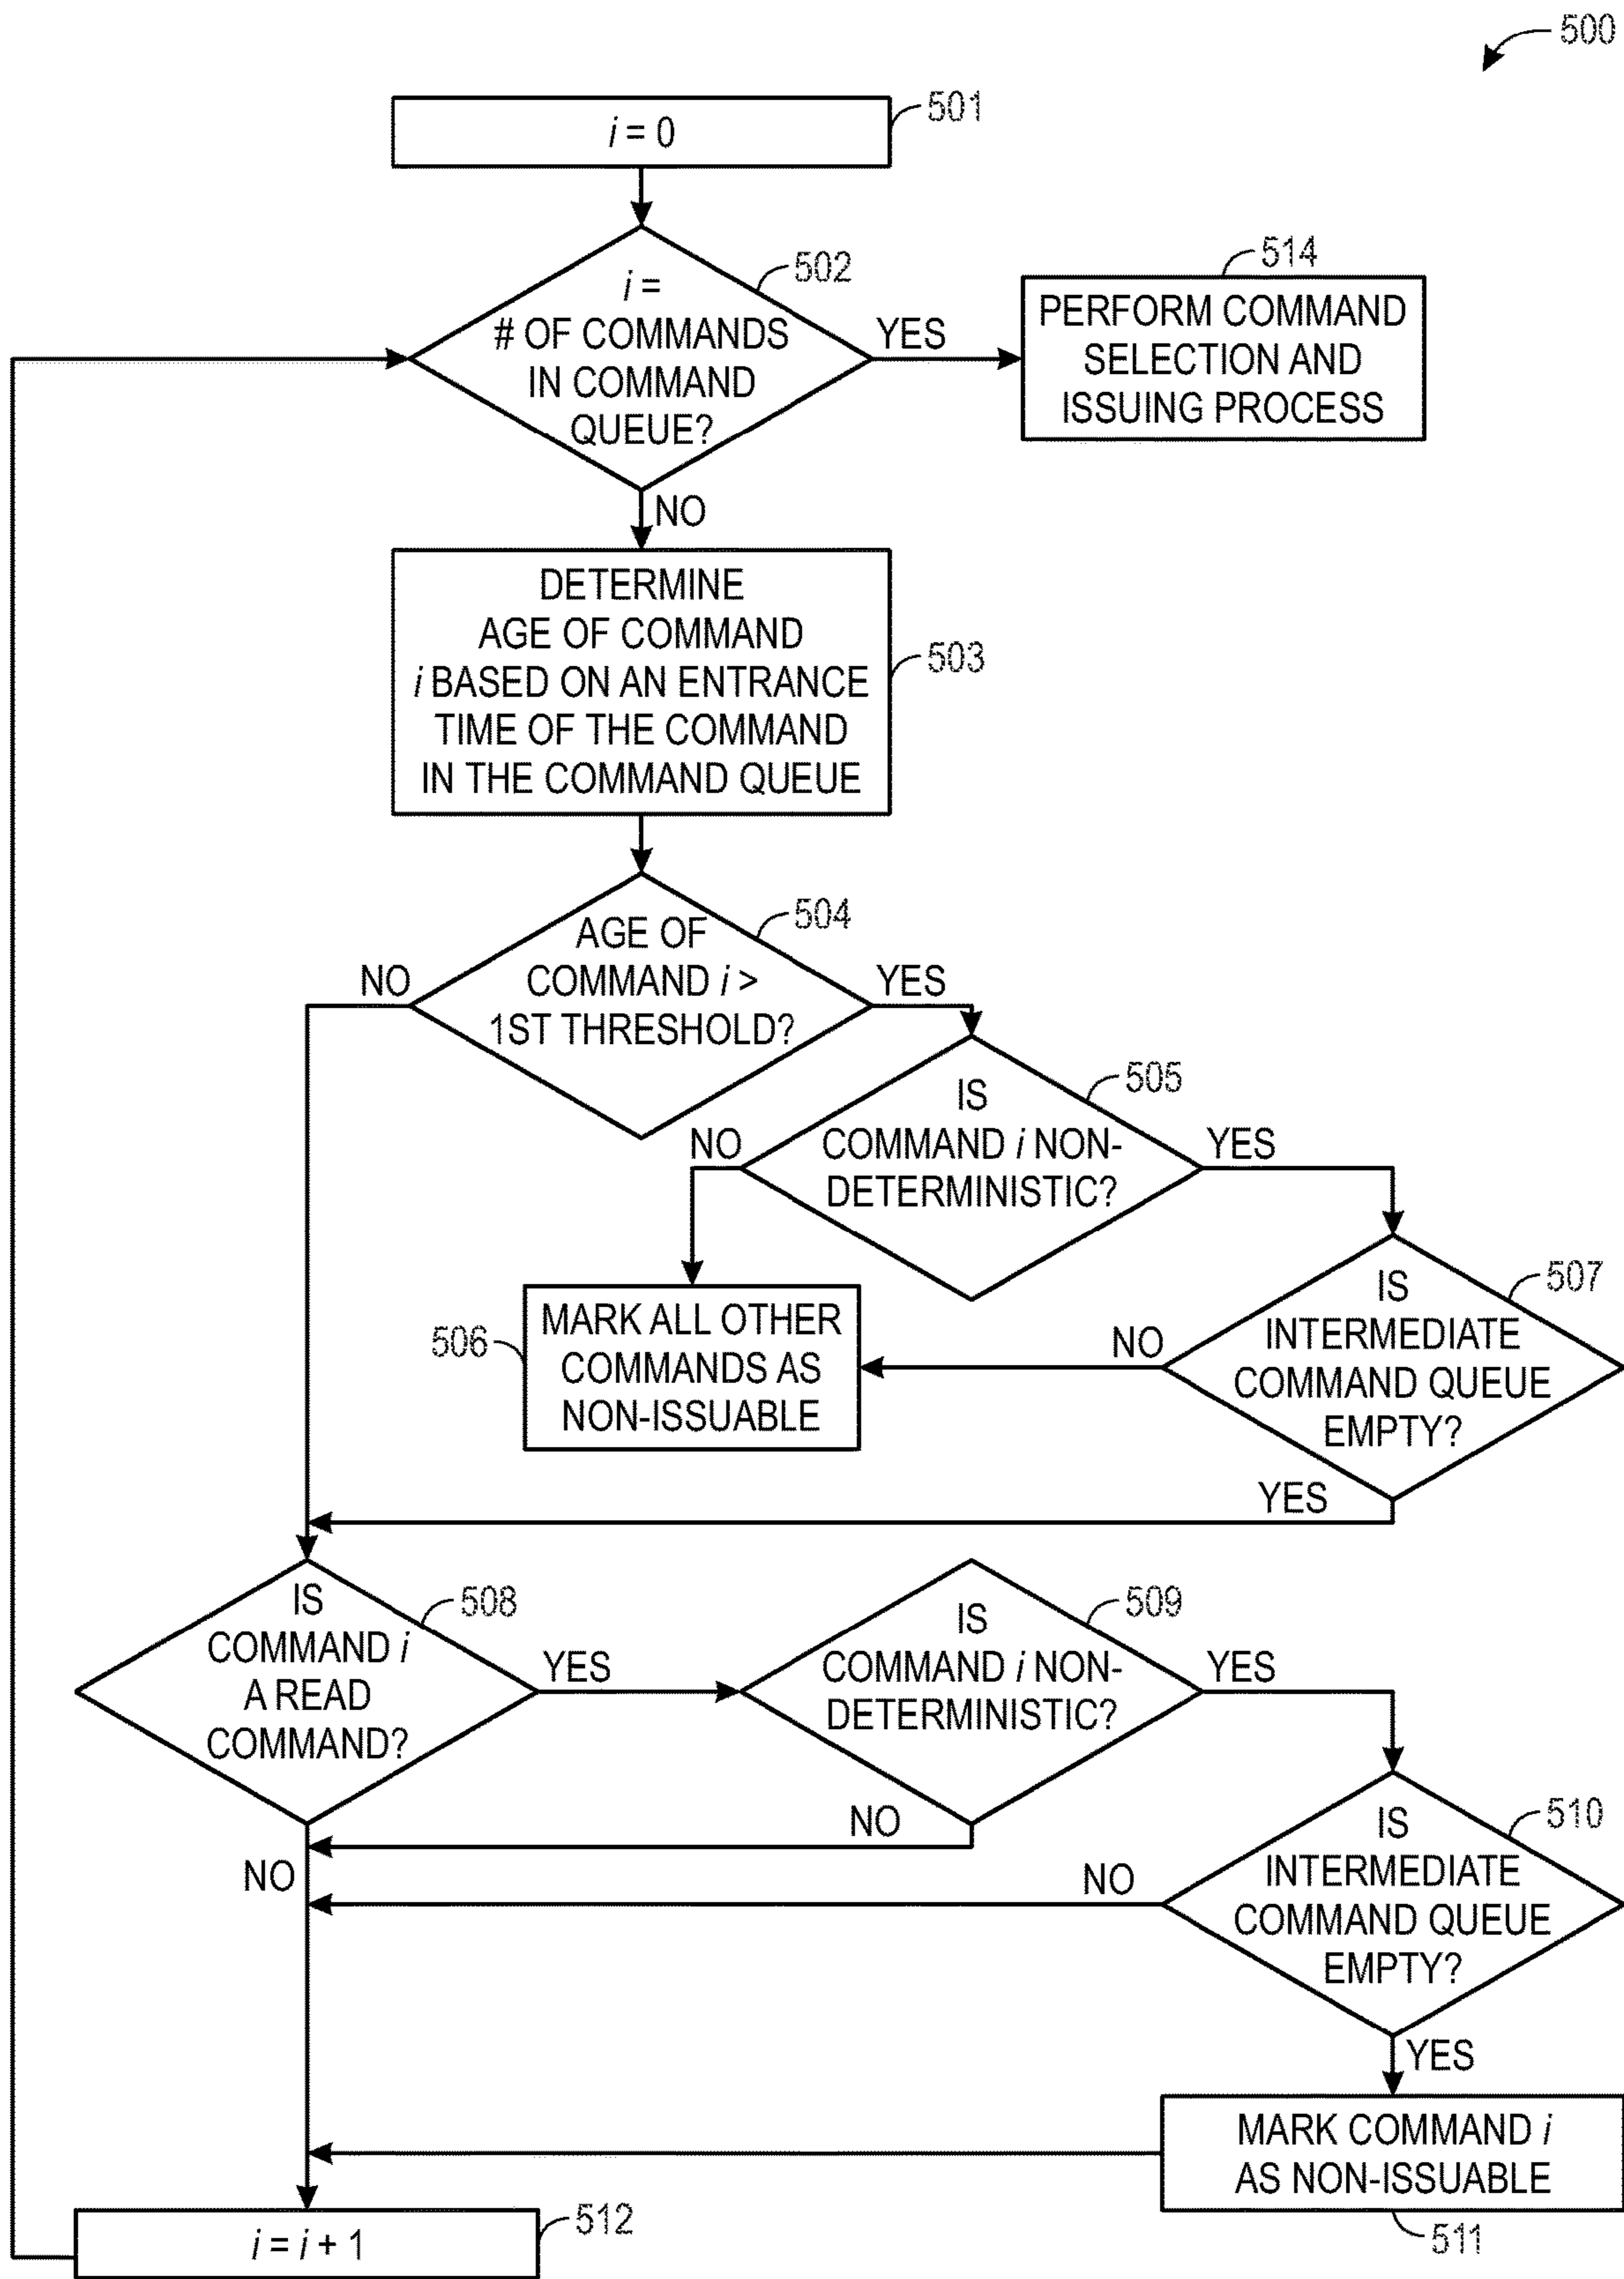 500
501
i = 0
502
i =
# OF COMMANDS
IN COMMAND
QUEUE?
YES
514
PERFORM COMMAND
SELECTION AND
ISSUING PROCESS
NO
DETERMINE
AGE OF COMMAND
i BASED ON AN ENTRANCE
TIME OF THE COMMAND
IN THE COMMAND QUEUE
503
504
AGE OF
COMMAND i >
1ST THRESHOLD?
NO
YES
505
IS
COMMAND i NON-
DETERMINISTIC?
NO
YES
507
IS
INTERMEDIATE
COMMAND QUEUE
EMPTY?
NO
YES
506
MARK ALL OTHER
COMMANDS AS
NON-ISSUABLE
508
IS
COMMAND i
A READ
COMMAND?
YES
NO
509
IS
COMMAND i NON-
DETERMINISTIC?
YES
NO
510
IS
INTERMEDIATE
COMMAND QUEUE
EMPTY?
NO
YES
MARK COMMAND i
AS NON-ISSUABLE
511
i = i + 1
512